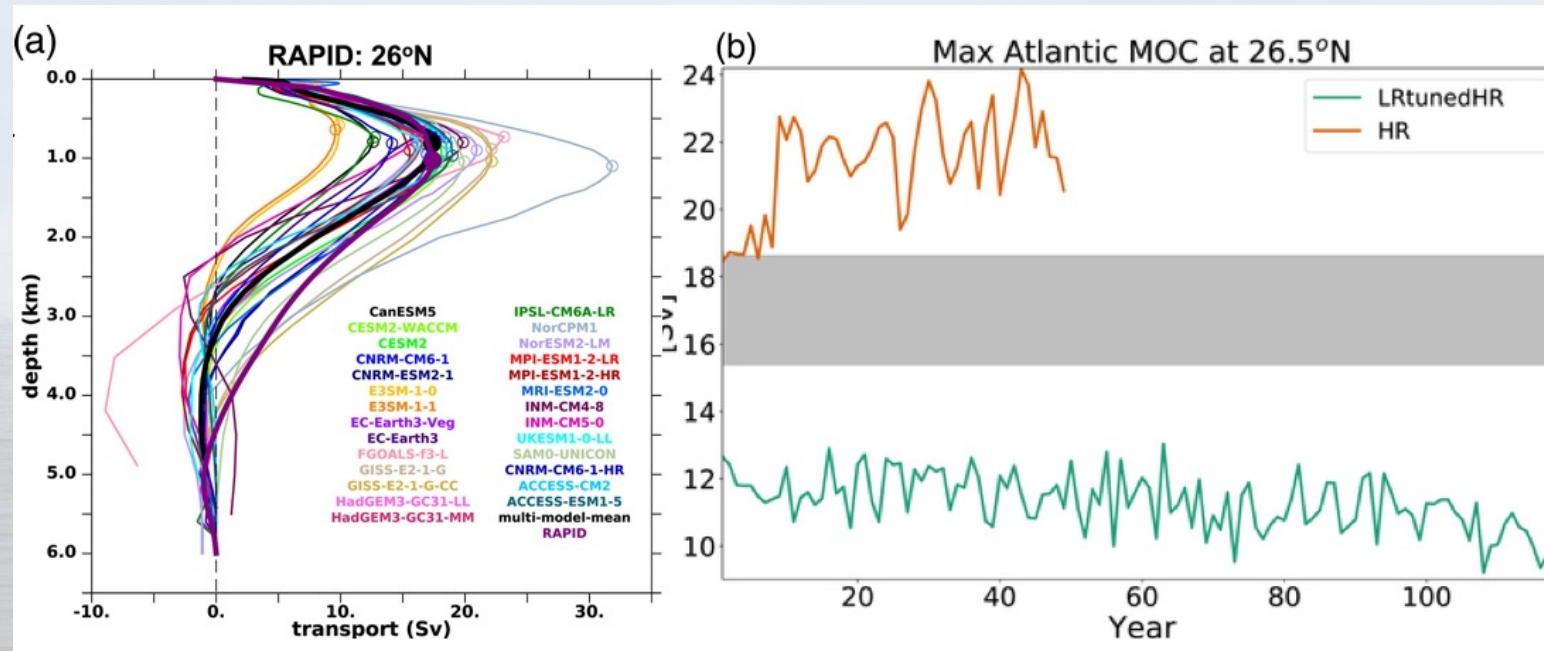 (a)
RAPID: 26°N
0.0
1.0
2.0
3.0
4.0
5.0
6.0
depth (km)
-10. 0. 10. 20. 30.
transport (Sv)
CanESM5 IPSL-CM6A-LR
CESM2-WACCM NorCPM1
CESM2 NorESM2-LM
CNRM-CM6-1 MPI-ESM1-2-LR
CNRM-ESM2-1 MPI-ESM1-2-HR
E3SM-1-0 MRI-ESM2-0
E3SM-1-1 INM-CM4-8
EC-Earth3-Veg INM-CM5-0
EC-Earth3 UKESM1-0-LL
FGOALS-f3-L SAM0-UNICON
GISS-E2-1-G CNRM-CM6-1-HR
GISS-E2-1-G-CC ACCESS-CM2
HadGEM3-GC31-LL ACCESS-ESM1-5
HadGEM3-GC31-MM multi-model-mean
RAPID
(b)
Max Atlantic MOC at 26.5°N
LRtunedHR
HR
24
22
20
18
16
14
12
10
20 40 60 80 100
Year